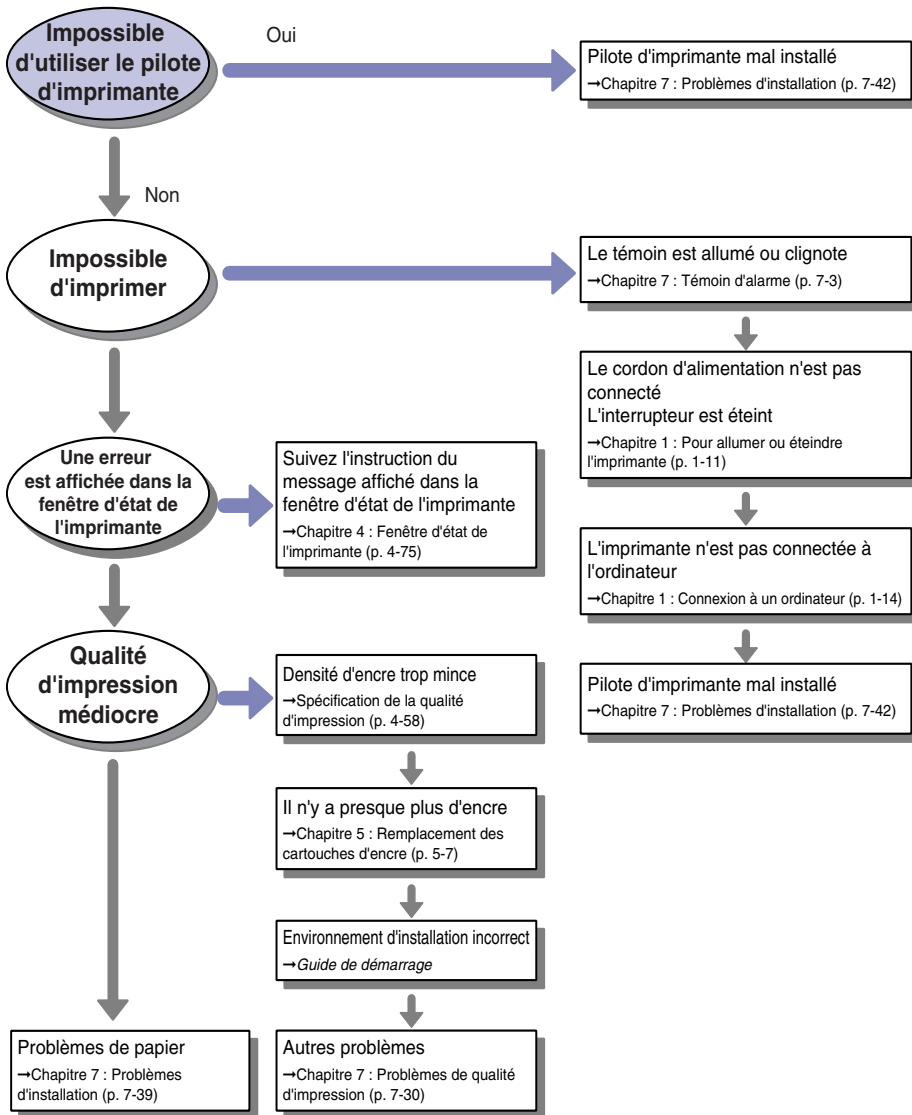 Impossible
d'utiliser le pilote
d'imprimante
Oui
Pilote d'imprimante mal installé
→Chapitre 7 : Problèmes d'installation (p. 7-42)
Non
Impossible
d'imprimer
Le témoin est allumé ou clignote
→Chapitre 7 : Témoin d'alarme (p. 7-3)
Le cordon d'alimentation n'est pas
connecté
L'interrupteur est éteint
→Chapitre 1 : Pour allumer ou éteindre
l'imprimante (p. 1-11)
L'imprimante n'est pas connectée à
l'ordinateur
→Chapitre 1 : Connexion à un ordinateur (p. 1-14)
Pilote d'imprimante mal installé
→Chapitre 7 : Problèmes d'installation (p. 7-42)
Une erreur
est affichée dans la
fenêtre d'état de
l'imprimante
Suivez l'instruction du
message affiché dans la
fenêtre d'état de l'imprimante
→Chapitre 4 : Fenêtre d'état de
l'imprimante (p. 4-75)
Qualité
d'impression
médiocre
Densité d'encre trop mince
→Spécification de la qualité
d'impression (p. 4-58)
Il n'y a presque plus d'encre
→Chapitre 5 : Remplacement des
cartouches d'encre (p. 5-7)
Environnement d'installation incorrect
→Guide de démarrage
Autres problèmes
→Chapitre 7 : Problèmes de qualité
d'impression (p. 7-30)
Problèmes de papier
→Chapitre 7 : Problèmes
d'installation (p. 7-39)